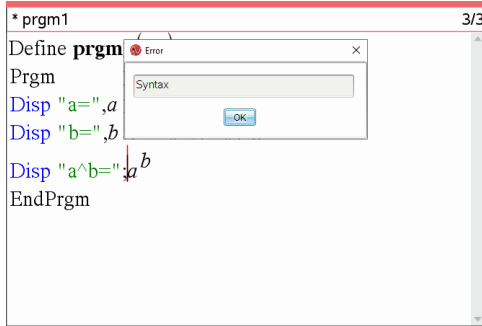 * prgm1 3/3
Define prgm
Error
Prgm
Syntax
Disp "a=",a
OK
Disp "b=",b
Disp "a^b=";a^b
EndPrgm